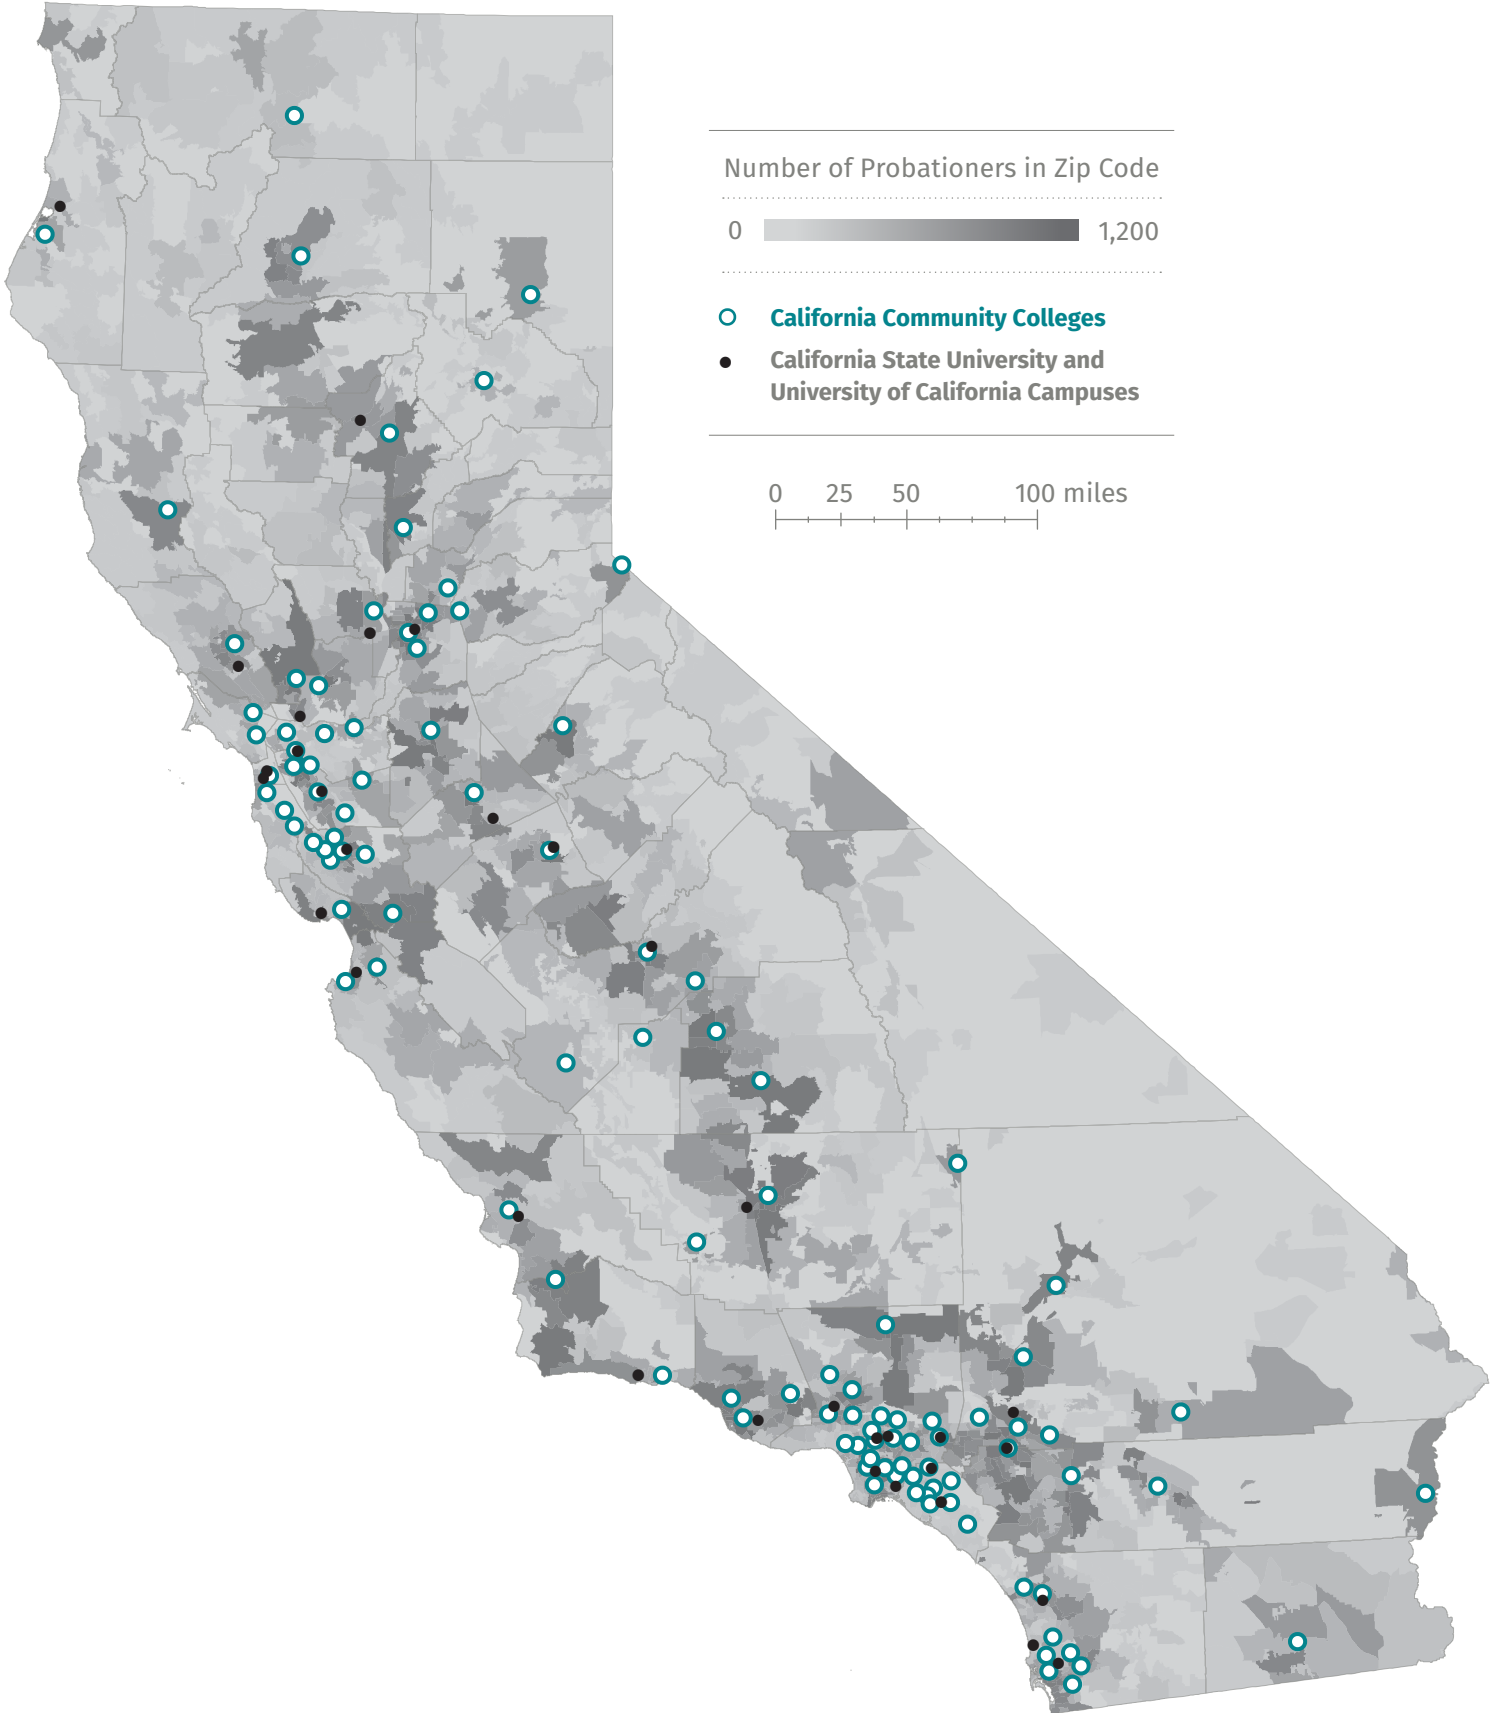 Number of Probationers in Zip Code
0 1,200
California Community Colleges
California State University and
University of California Campuses
0 25 50 100 miles